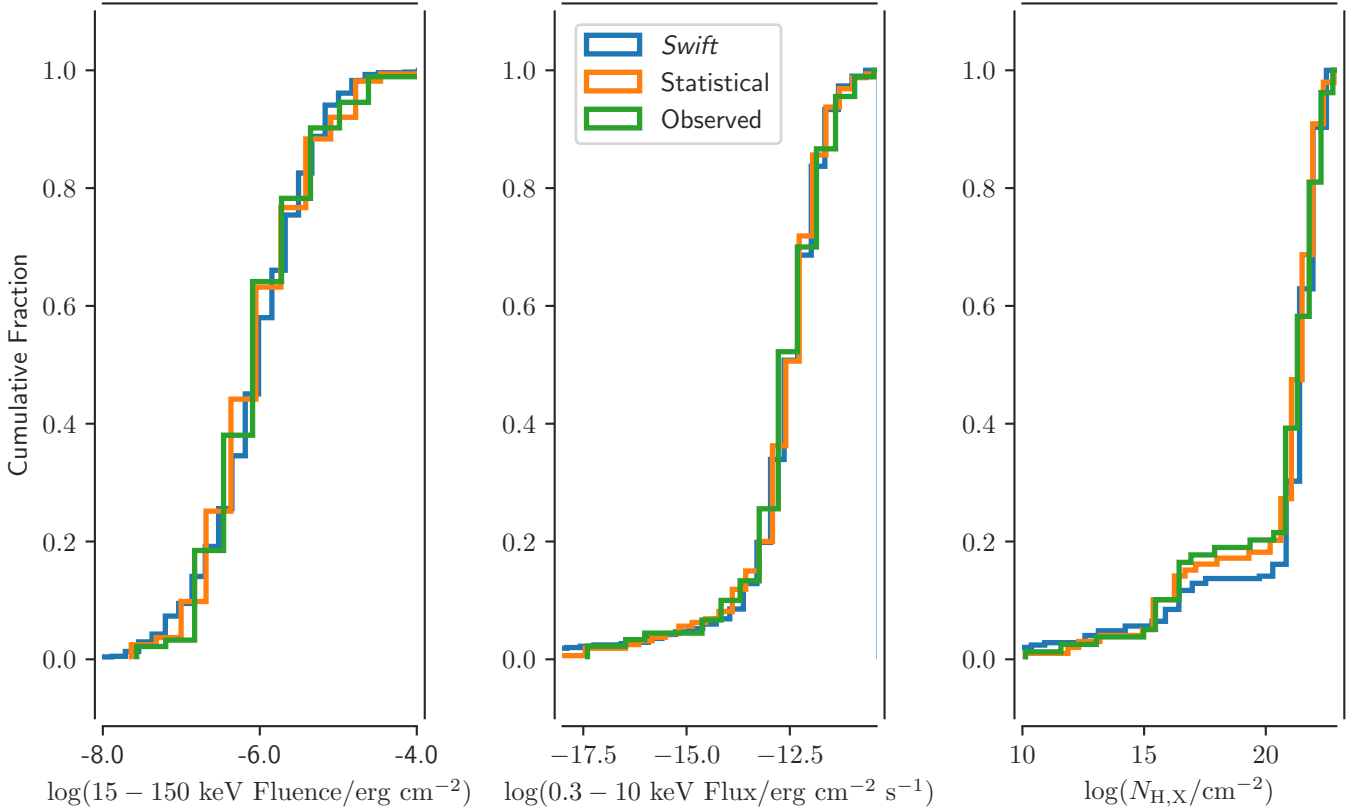 Cumulative Fraction
1.0
0.8
0.6
0.4
0.2
0.0
-8.0 -6.0 -4.0
log(15 − 150 keV Fluence/erg cm⁻²)
Swift
Statistical
Observed
1.0
0.8
0.6
0.4
0.2
0.0
−17.5 −15.0 −12.5
log(0.3 − 10 keV Flux/erg cm⁻² s⁻¹)
1.0
0.8
0.6
0.4
0.2
0.0
10 15 20
log(N_H,X/cm⁻²)